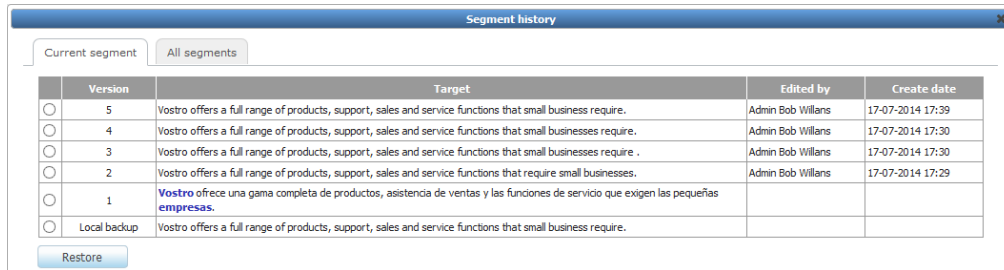 Segment history
Current segment All segments
Version Target Edited by Create date
5 Vostro offers a full range of products, support, sales and service functions that small business require. Admin Bob Willans 17-07-2014 17:39
4 Vostro offers a full range of products, support, sales and service functions that small businesses require. Admin Bob Willans 17-07-2014 17:30
3 Vostro offers a full range of products, support, sales and service functions that small businesses require . Admin Bob Willans 17-07-2014 17:30
2 Vostro offers a full range of products, support, sales and service functions that require small businesses. Admin Bob Willans 17-07-2014 17:29
1 Vostro ofrece una gama completa de productos, asistencia de ventas y las funciones de servicio que exigen las pequeñas
empresas.
Local backup Vostro offers a full range of products, support, sales and service functions that small business require.
Restore